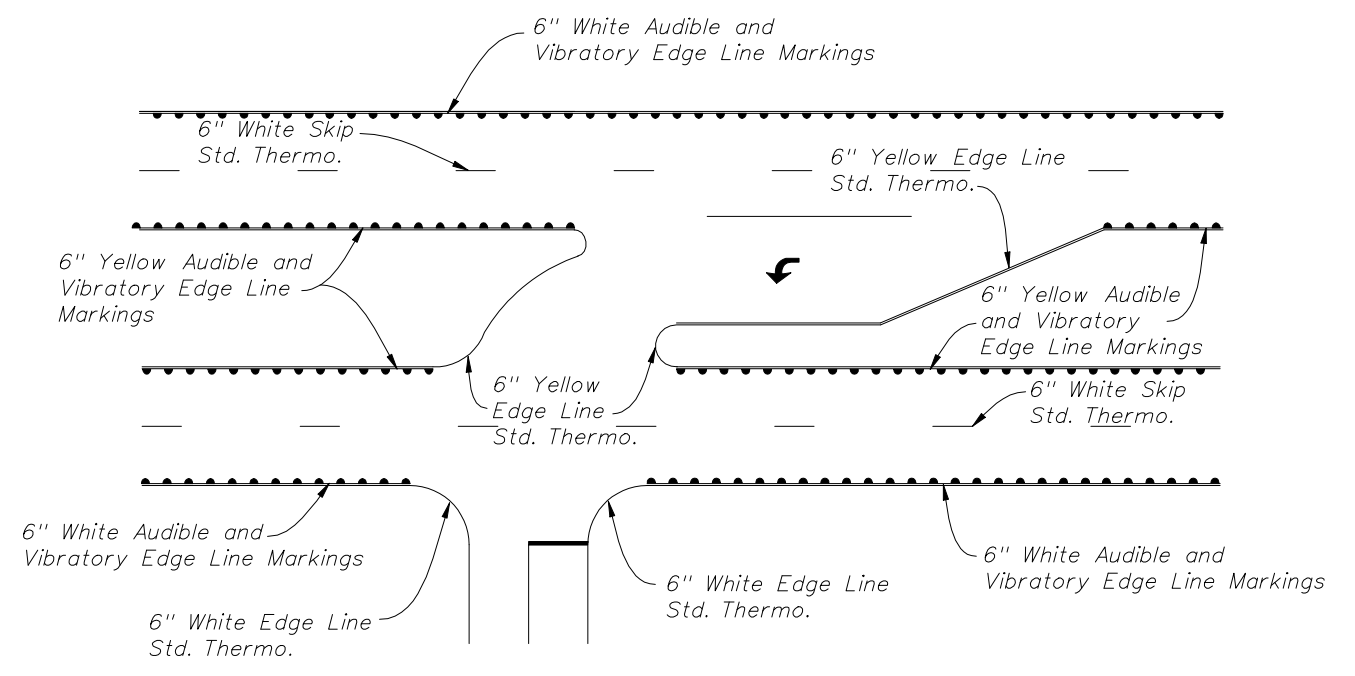 6" White Audible and
Vibratory Edge Line Markings
6" White Skip
Std. Thermo.
6" Yellow Edge Line
Std. Thermo.
6" Yellow Audible and
Vibratory Edge Line
Markings
6" Yellow Audible
and Vibratory
Edge Line Markings
6" Yellow
Edge Line
Std. Thermo.
6" White Skip
Std. Thermo.
6" White Audible and
Vibratory Edge Line Markings
6" White Edge Line
Std. Thermo.
6" White Edge Line
Std. Thermo.
6" White Audible and
Vibratory Edge Line Markings